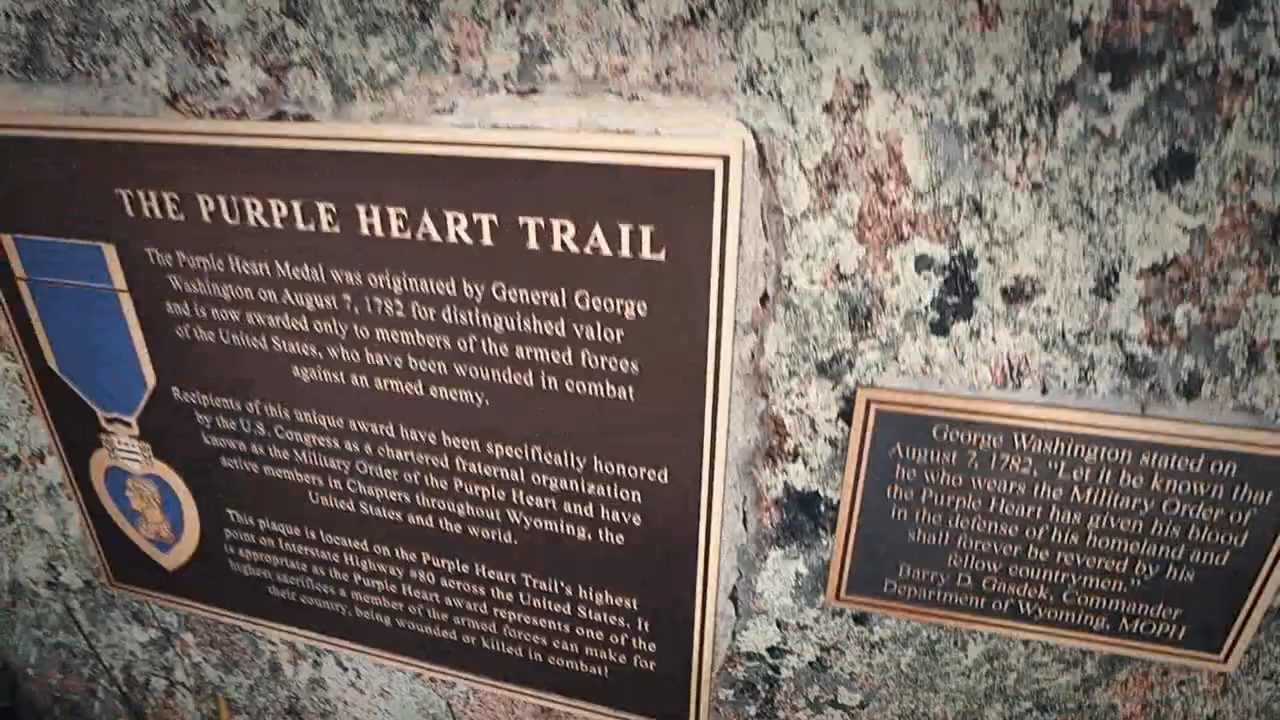 THE PURPLE HEART TRAIL
The Purple Heart Medal was originated by General George
Washington on August 7, 1782 for distinguished valor
and is now awarded only to members of the armed forces
of the United States, who have been wounded in combat
against an armed enemy.
Recipients of this unique award have been specifically honored
by the U.S. Congress as a chartered fraternal organization
known as the Military Order of the Purple Heart and have
active members in Chapters throughout Wyoming, the
United States and the world.
This plaque is located on the Purple Heart Trail's highest
point on Interstate Highway #80 across the United States. It
is appropriate as the Purple Heart award represents one of the
highest sacrifices a member of the armed forces can make for
their country, being wounded or killed in combat!
George Washington stated on
August 7, 1782, "Let it be known that
he who wears the Military Order of
the Purple Heart has given his blood
in the defense of his homeland and
shall forever be revered by his
fellow countrymen."
Barry D. Gasdek, Commander
Department of Wyoming, MOPH